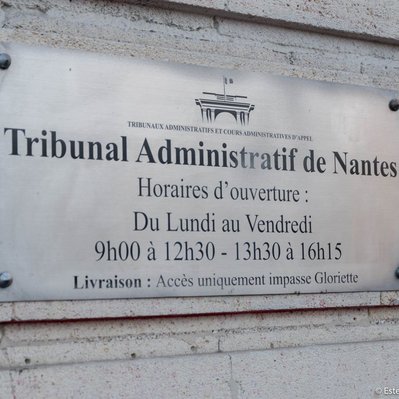 TRIBUNAUX ADMINISTRATIFS ET COURS ADMINISTRATIVES D'APPEL
Tribunal Administratif de Nantes
Horaires d'ouverture :
Du Lundi au Vendredi
9h00 à 12h30 - 13h30 à 16h15
Livraison : Accès uniquement impasse Gloriette
© Este